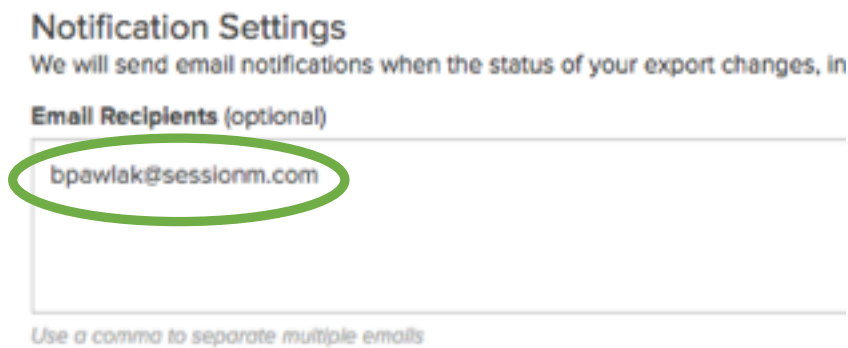 Notification Settings
We will send email notifications when the status of your export changes, in
Email Recipients (optional)
bpawlak@sessionm.com
Use a comma to separate multiple emails